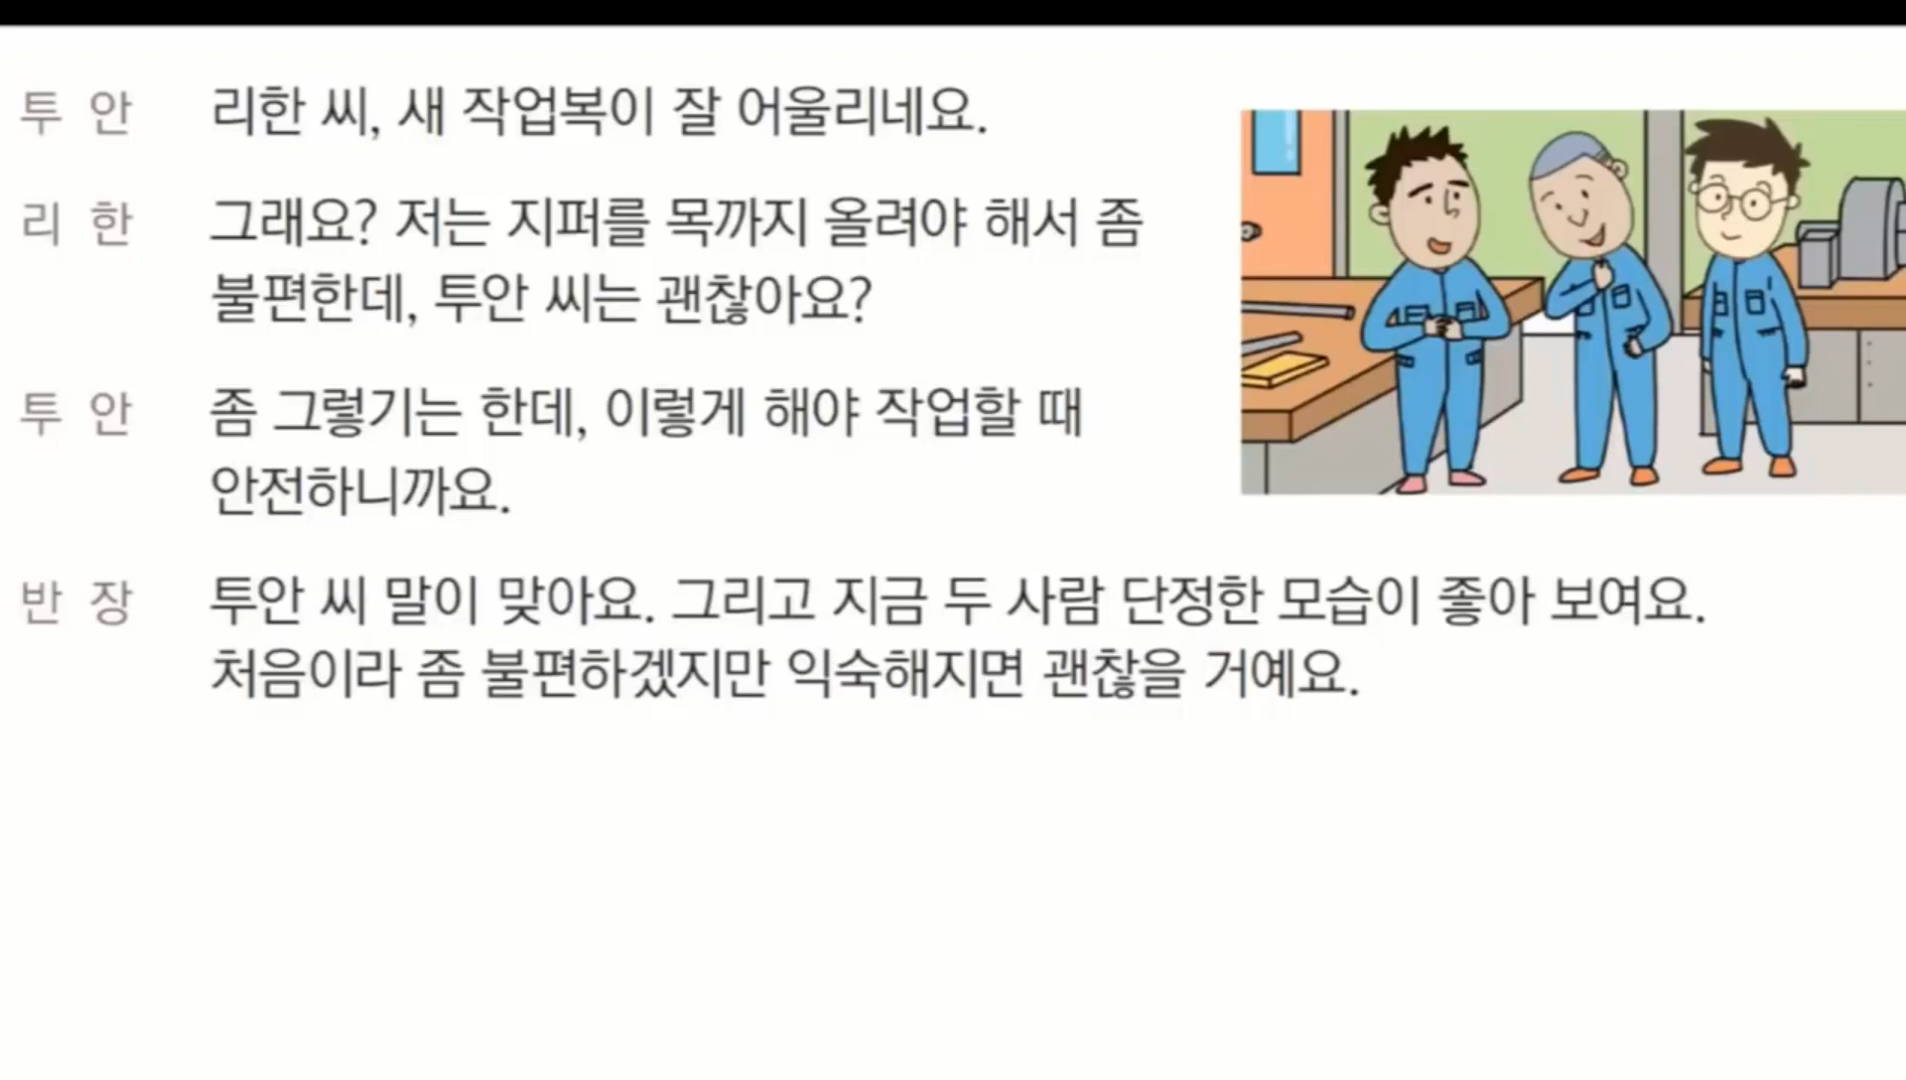 투 안 리한 씨, 새 작업복이 잘 어울리네요.
리 한 그래요? 저는 지퍼를 목까지 올려야 해서 좀
불편한데, 투안 씨는 괜찮아요?
투 안 좀 그렇기는 한데, 이렇게 해야 작업할 때
안전하니까요.
반 장 투안 씨 말이 맞아요. 그리고 지금 두 사람 단정한 모습이 좋아 보여요.
처음이라 좀 불편하겠지만 익숙해지면 괜찮을 거예요.